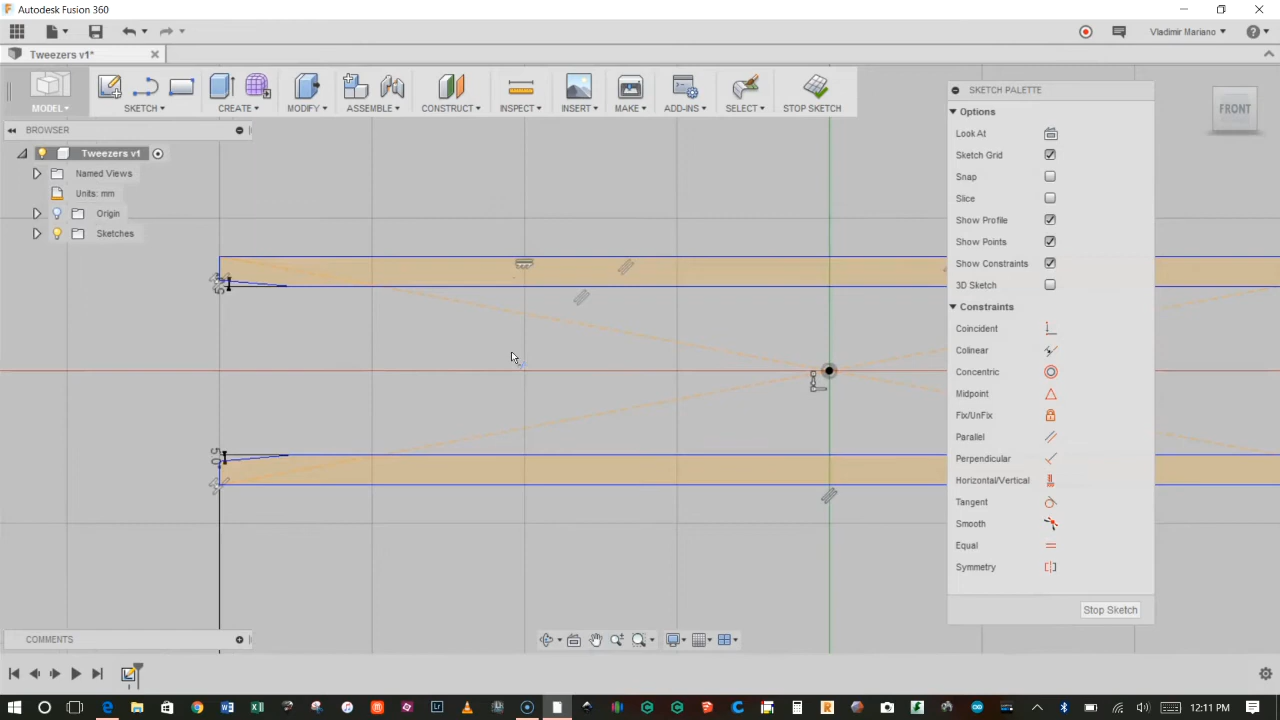 Autodesk Fusion 360
Vladimir Mariano
Tweezers v1*
MODEL
SKETCH
CREATE
MODIFY
ASSEMBLE
CONSTRUCT
INSPECT
INSERT
MAKE
ADD-INS
SELECT
STOP SKETCH
BROWSER
Tweezers v1
Named Views
Units: mm
Origin
Sketches
SKETCH PALETTE
Options
Look At
Sketch Grid
Snap
Slice
Show Profile
Show Points
Show Constraints
3D Sketch
Constraints
Coincident
Colinear
Concentric
Midpoint
Fix/UnFix
Parallel
Perpendicular
Horizontal/Vertical
Tangent
Smooth
Equal
Symmetry
Stop Sketch
FRONT
COMMENTS
12:11 PM